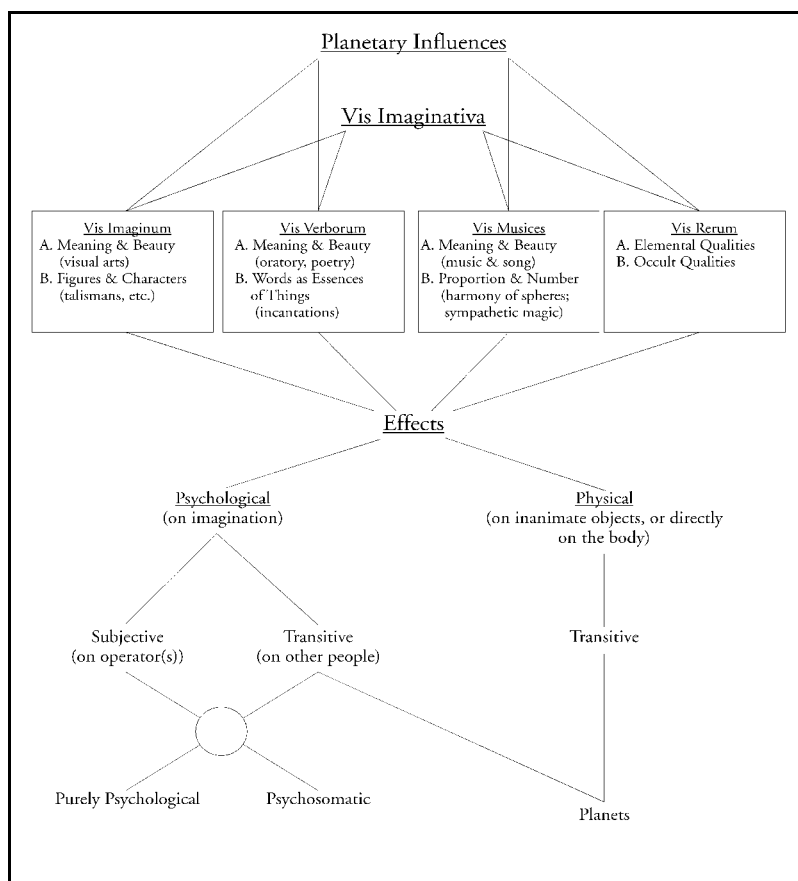 Planetary Influences
Vis Imaginativa
Vis Imaginum
A. Meaning & Beauty
(visual arts)
B. Figures & Characters
(talismans, etc.)
Vis Verborum
A. Meaning & Beauty
(oratory, poetry)
B. Words as Essences
of Things
(incantations)
Vis Musices
A. Meaning & Beauty
(music & song)
B. Proportion & Number
(harmony of spheres;
sympathetic magic)
Vis Rerum
A. Elemental Qualities
B. Occult Qualities
Effects
Psychological
(on imagination)
Physical
(on inanimate objects, or directly
on the body)
Subjective
(on operator(s))
Transitive
(on other people)
Transitive
Purely Psychological
Psychosomatic
Planets